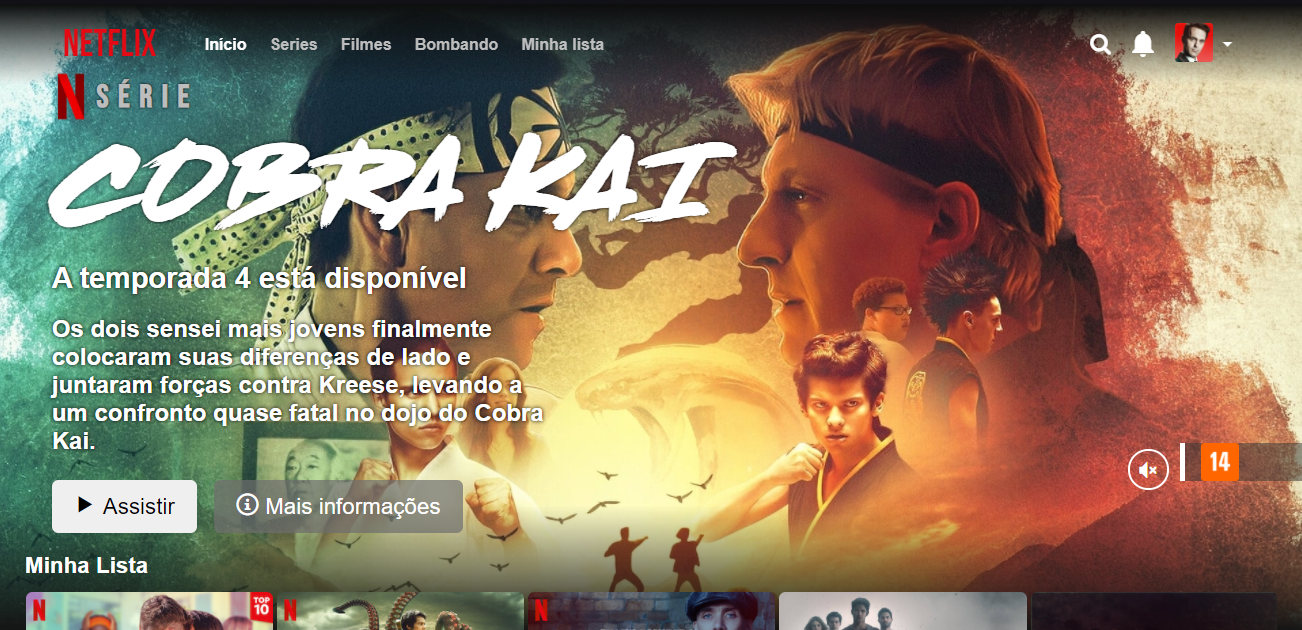 NETFLIX Início Series Filmes Bombando Minha lista
N SÉRIE
COBRA KAI
A temporada 4 está disponível
Os dois sensei mais jovens finalmente
colocaram suas diferenças de lado e
juntaram forças contra Kreese, levando a
um confronto quase fatal no dojo do Cobra
Kai.
14
Assistir Mais informações
Minha Lista
N TOP
10
N
N